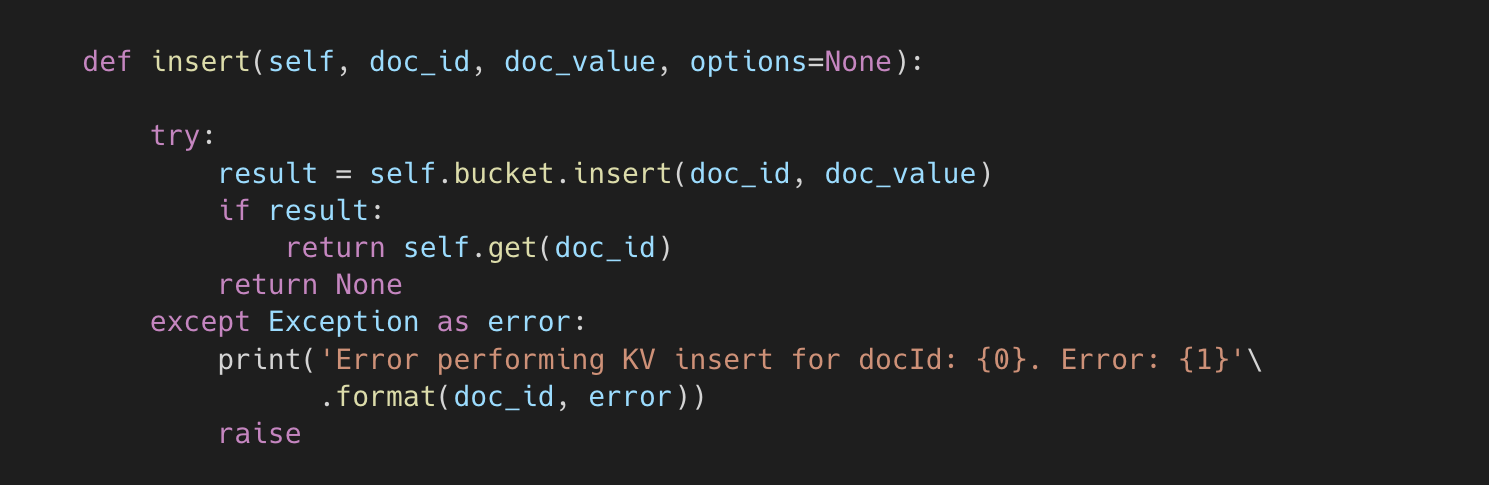 def insert(self, doc_id, doc_value, options=None):
try:
result = self.bucket.insert(doc_id, doc_value)
if result:
return self.get(doc_id)
return None
except Exception as error:
print('Error performing KV insert for docId: {0}. Error: {1}'\
.format(doc_id, error))
raise